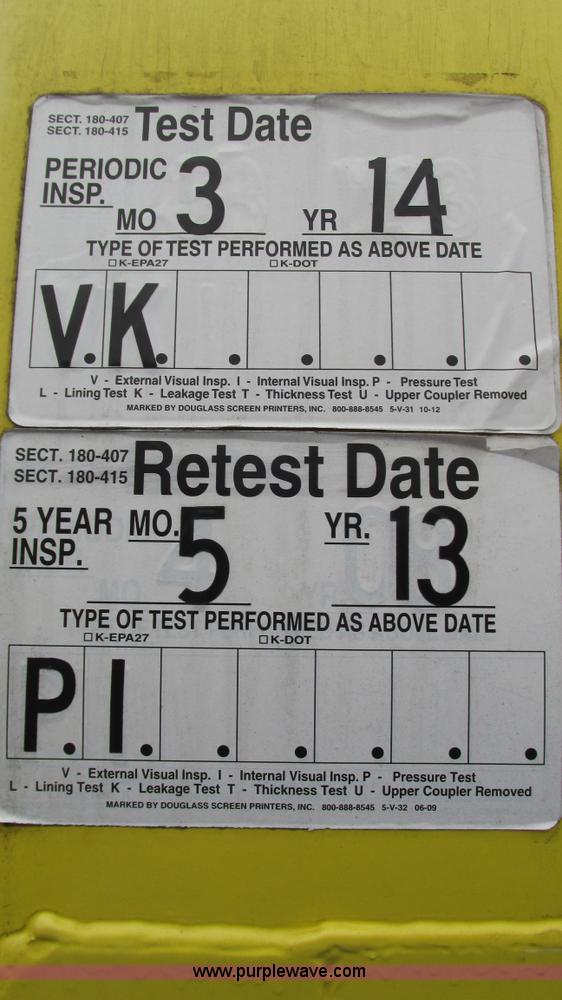 SECT. 180-407
SECT. 180-415 Test Date
PERIODIC
INSP.
MO 3 YR 14
TYPE OF TEST PERFORMED AS ABOVE DATE
☐ K-EPA27 ☐ K-DOT
V. K. . . . . .
V - External Visual Insp. I - Internal Visual Insp. P - Pressure Test
L - Lining Test K - Leakage Test T - Thickness Test U - Upper Coupler Removed
MARKED BY DOUGLASS SCREEN PRINTERS, INC. 800-888-8545 5-V-31 10-12
SECT. 180-407
SECT. 180-415 Retest Date
5 YEAR MO. 5 YR. 13
INSP.
TYPE OF TEST PERFORMED AS ABOVE DATE
☐ K-EPA27 ☐ K-DOT
P. I. . . . . .
V - External Visual Insp. I - Internal Visual Insp. P - Pressure Test
L - Lining Test K - Leakage Test T - Thickness Test U - Upper Coupler Removed
MARKED BY DOUGLASS SCREEN PRINTERS, INC. 800-888-8545 5-V-32 06-09
www.purplewave.com